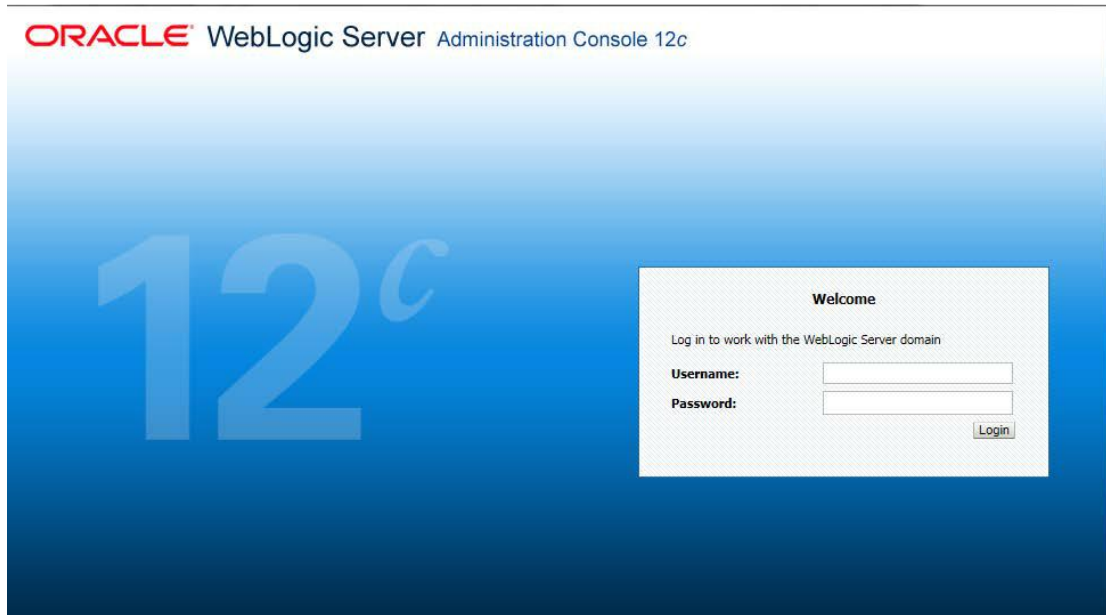 ORACLE WebLogic Server Administration Console 12c
12c
Welcome
Log in to work with the WebLogic Server domain
Username:
Password:
Login